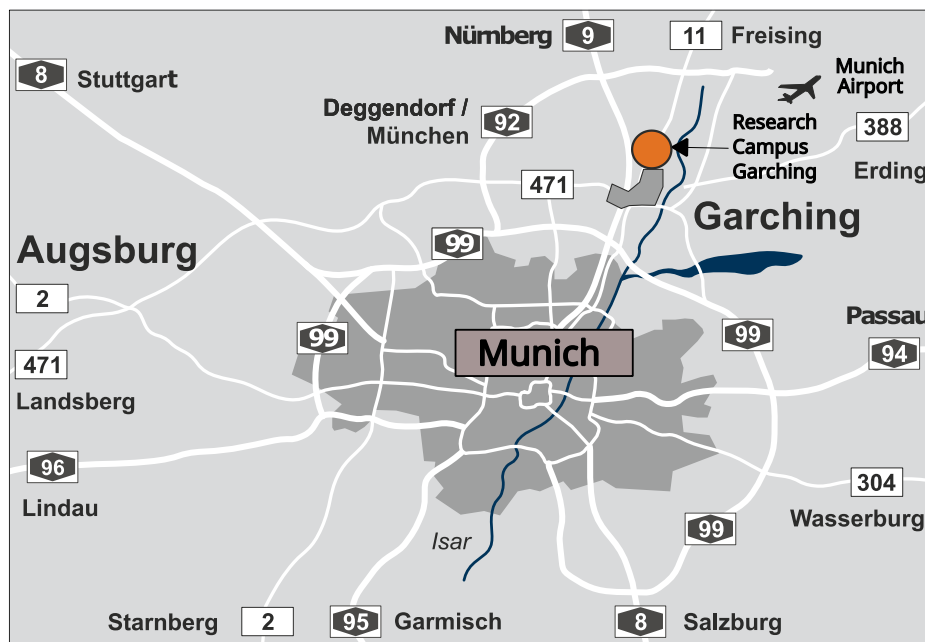 Nürnberg
9
11
Freising
8
Stuttgart
Munich
Airport
Deggendorf /
München
92
Research
Campus
Garching
388
Erding
471
Garching
Augsburg
99
2
99
99
Passau
94
Munich
471
Landsberg
96
Lindau
304
Wasserburg
99
Isar
Starnberg
2
95
Garmisch
8
Salzburg